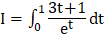 I = ∫₀¹ (3t+1)/eᵗ dt